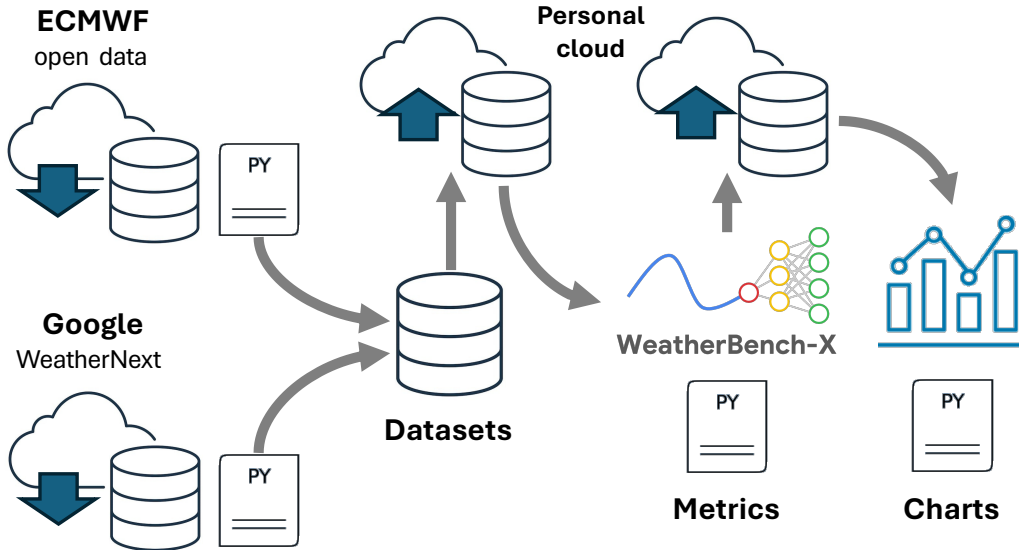 ECMWF
open data
PY
Google
WeatherNext
PY
Datasets
Personal
cloud
WeatherBench-X
PY
Metrics
PY
Charts